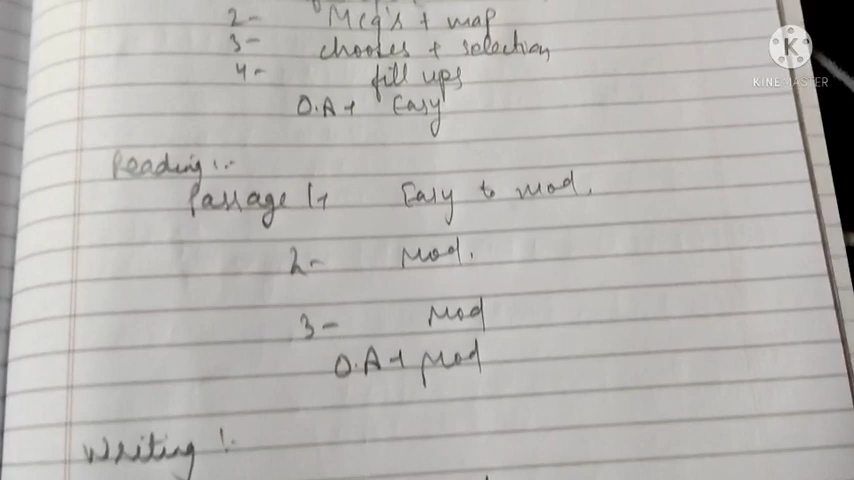 2- Mcq's + map
3- chooses + selection
4- fill ups
O.A+ Easy
Reading:-
Passage 1+ Easy to mod.
2- Mod.
3- Mod
O.A+ Mod
Writing :-
KINEMASTER